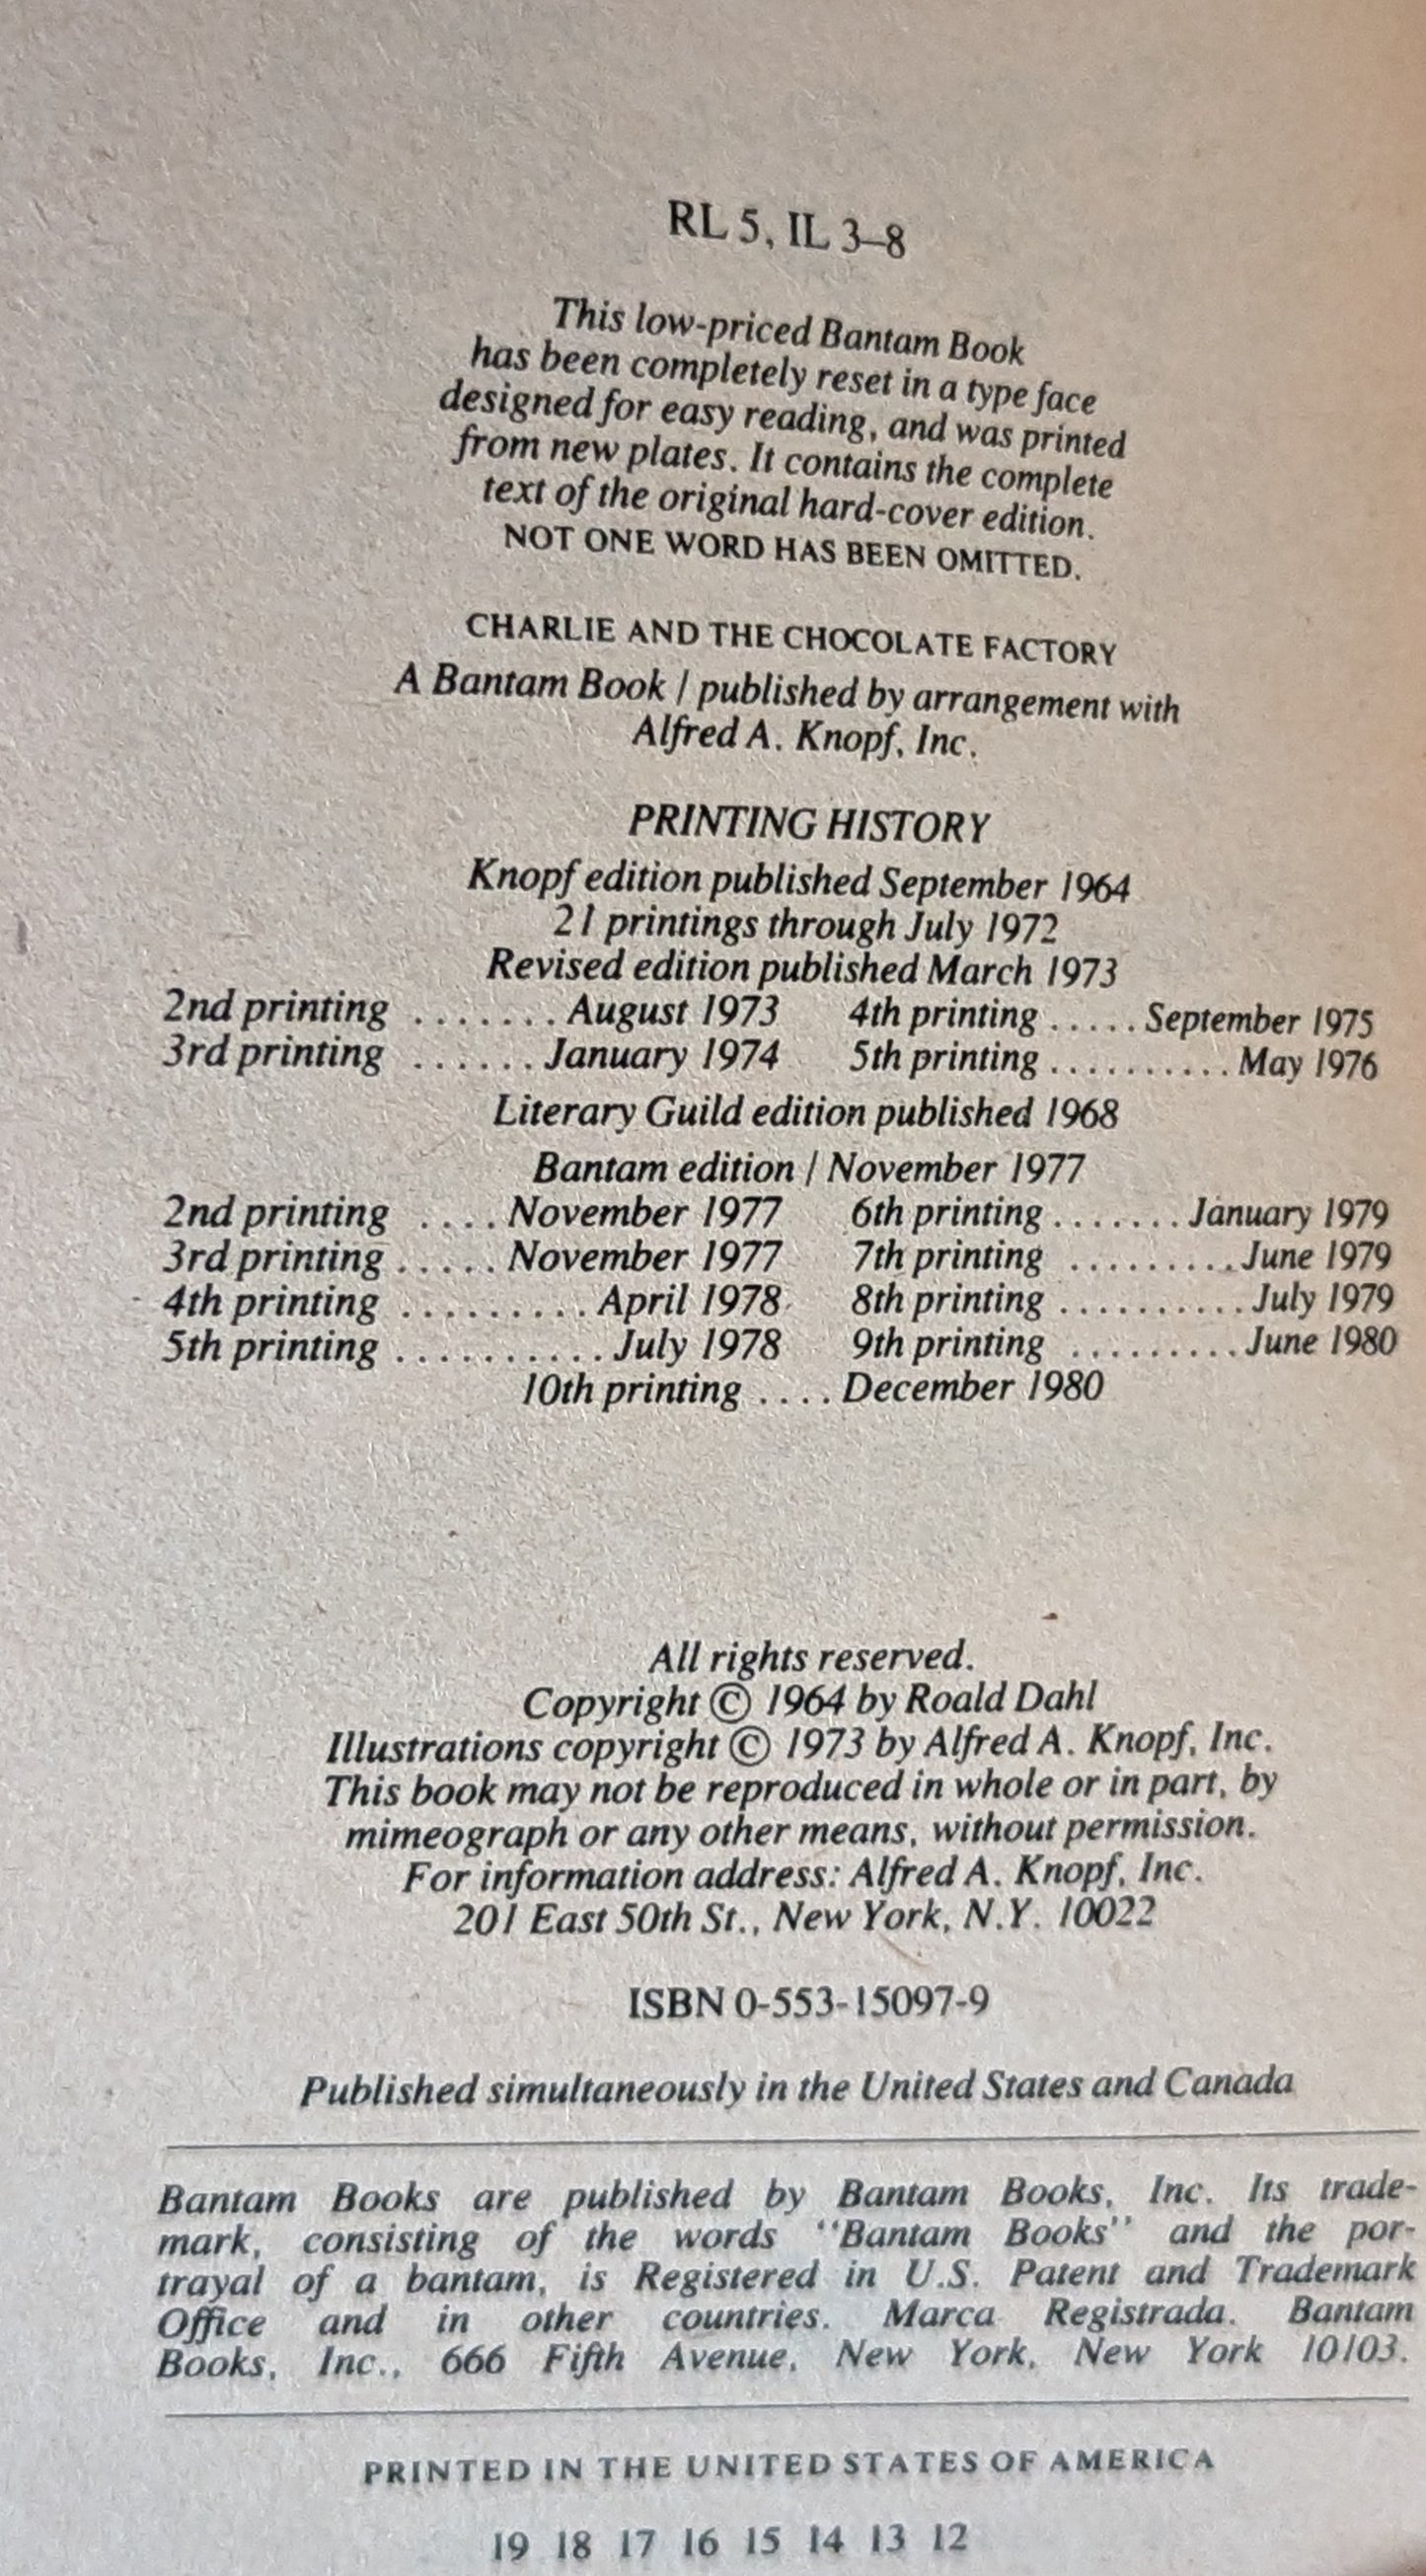 RL 5, IL 3–8
This low-priced Bantam Book
has been completely reset in a type face
designed for easy reading, and was printed
from new plates. It contains the complete
text of the original hard-cover edition.
NOT ONE WORD HAS BEEN OMITTED.
CHARLIE AND THE CHOCOLATE FACTORY
A Bantam Book / published by arrangement with
Alfred A. Knopf, Inc.
PRINTING HISTORY
Knopf edition published September 1964
21 printings through July 1972
Revised edition published March 1973
2nd printing ....... August 1973 4th printing ..... September 1975
3rd printing ...... January 1974 5th printing .......... May 1976
Literary Guild edition published 1968
Bantam edition / November 1977
2nd printing .... November 1977 6th printing ....... January 1979
3rd printing ..... November 1977 7th printing ......... June 1979
4th printing ......... April 1978 8th printing .......... July 1979
5th printing .......... July 1978 9th printing ......... June 1980
10th printing .... December 1980
All rights reserved.
Copyright © 1964 by Roald Dahl
Illustrations copyright © 1973 by Alfred A. Knopf, Inc.
This book may not be reproduced in whole or in part, by
mimeograph or any other means, without permission.
For information address: Alfred A. Knopf, Inc.
201 East 50th St., New York, N.Y. 10022
ISBN 0-553-15097-9
Published simultaneously in the United States and Canada
Bantam Books are published by Bantam Books, Inc. Its trade-
mark, consisting of the words "Bantam Books" and the por-
trayal of a bantam, is Registered in U.S. Patent and Trademark
Office and in other countries. Marca Registrada. Bantam
Books, Inc., 666 Fifth Avenue, New York, New York 10103.
PRINTED IN THE UNITED STATES OF AMERICA
19 18 17 16 15 14 13 12